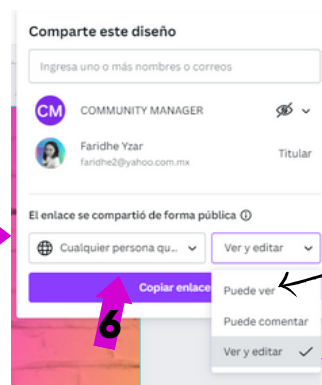 Comparte este diseño
Ingresa uno o más nombres o correos
CM COMMUNITY MANAGER
Faridhe Yzar Titular
faridhe2@yahoo.com.mx
El enlace se compartió de forma pública
Cualquier persona qu... Ver y editar
Copiar enlace
Puede ver
Puede comentar
Ver y editar
6